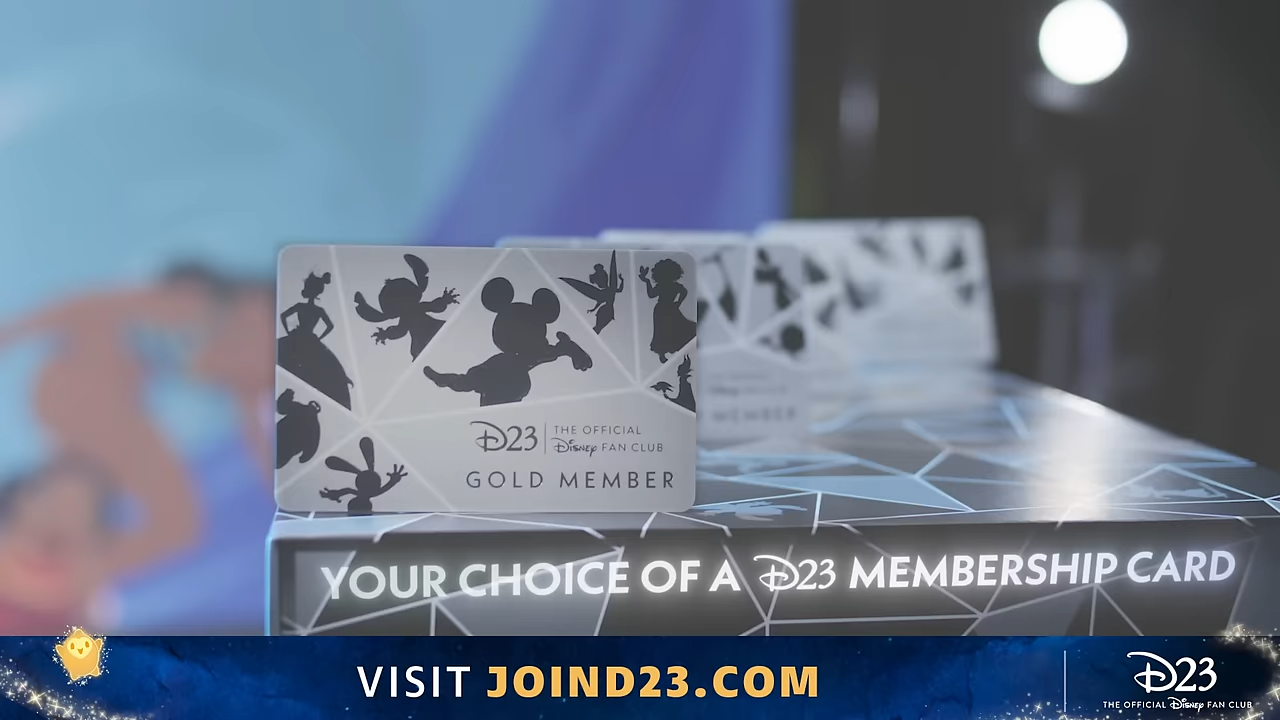 D23 THE OFFICIAL
Disney FAN CLUB
GOLD MEMBER
MEMBER
YOUR CHOICE OF A D23 MEMBERSHIP CARD
VISIT JOIND23.COM
D23
THE OFFICIAL Disney FAN CLUB